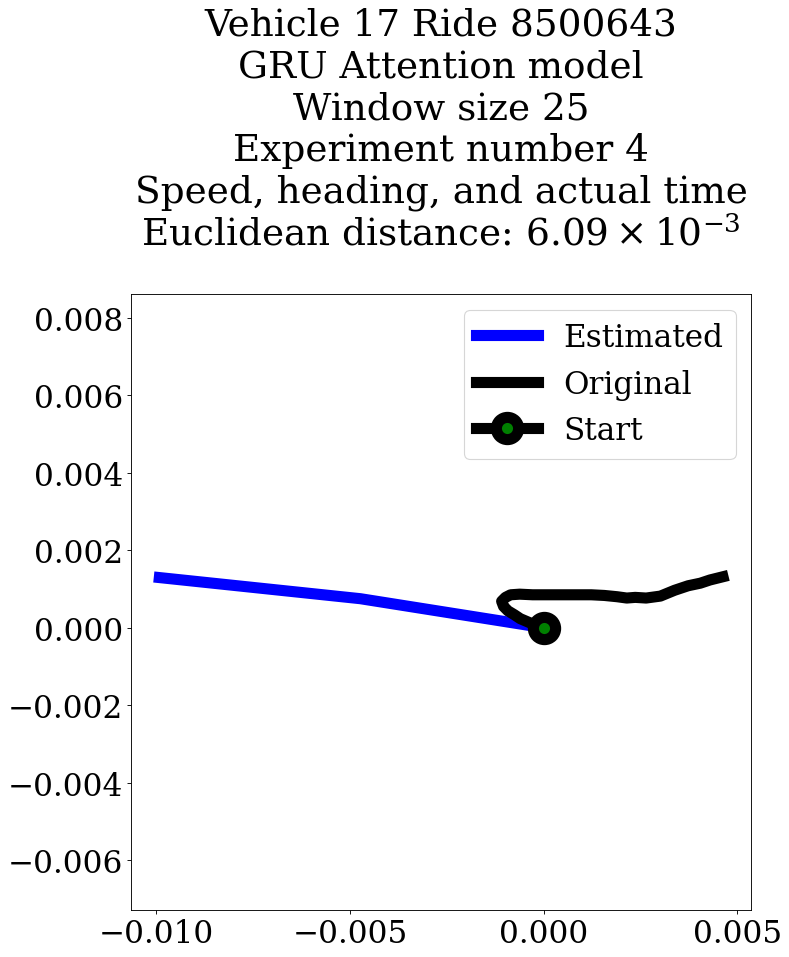 Vehicle 17 Ride 8500643
GRU Attention model
Window size 25
Experiment number 4
Speed, heading, and actual time
Euclidean distance: 6.09 × 10⁻³
Estimated
Original
Start
0.008
0.006
0.004
0.002
0.000
−0.002
−0.004
−0.006
−0.010
−0.005
0.000
0.005